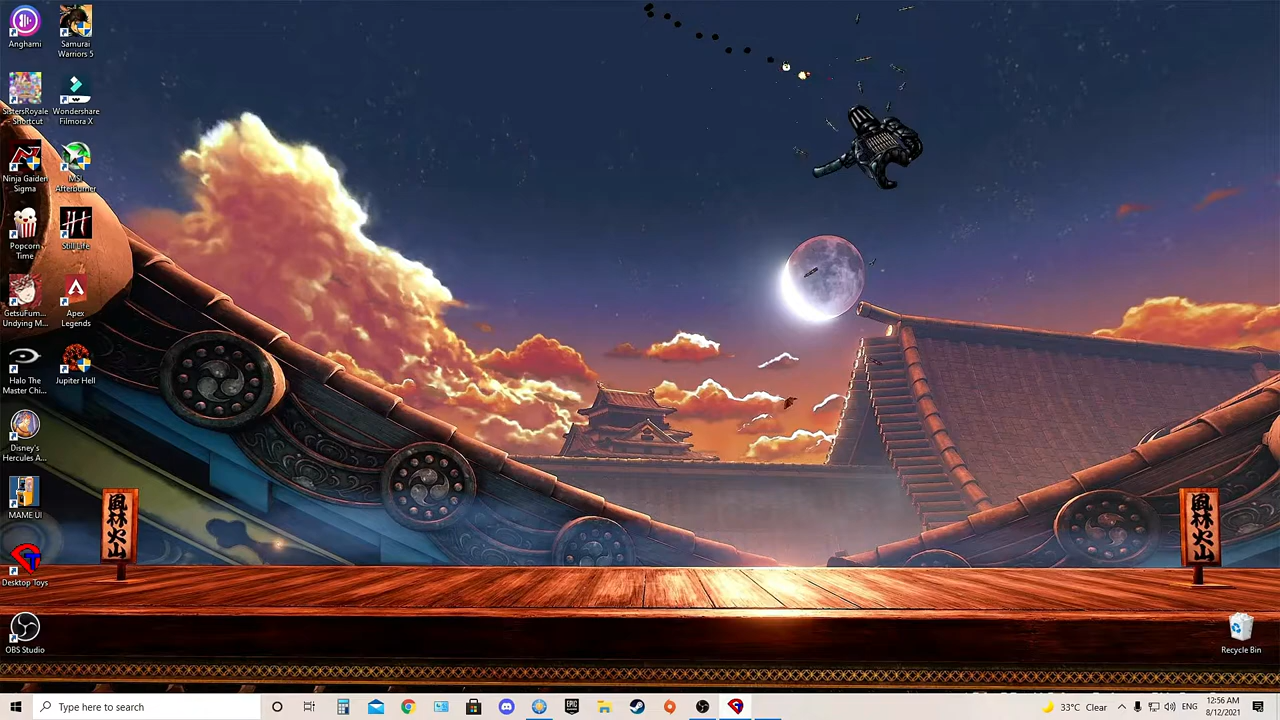 Anghami
Samurai
Warriors 5
SistersRoyale
- Shortcut
Wondershare
Filmora X
Ninja Gaiden
Sigma
MSI
Afterburner
Popcorn
Time
Still Life
GetsuFum...
Undying M...
Apex
Legends
Halo The
Master Chi...
Jupiter Hell
Disney's
Hercules A...
MAME UI
Desktop Toys
OBS Studio
風林火山
風林火山
Recycle Bin
Type here to search
EPIC
33°C Clear
ENG
12:56 AM
8/12/2021